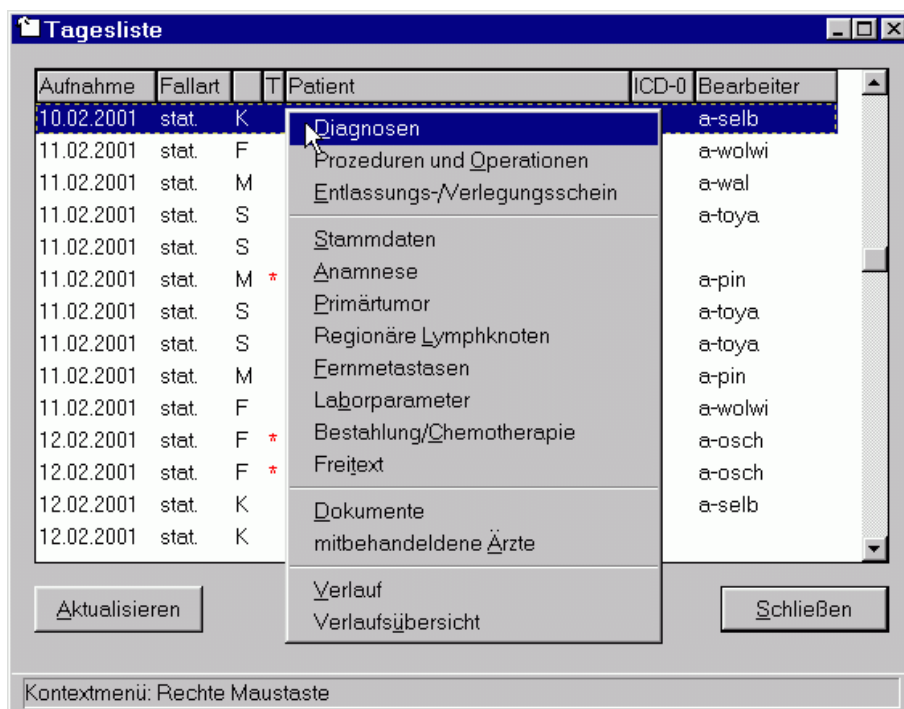 Tagesliste
Aufnahme Fallart T Patient ICD-0 Bearbeiter
10.02.2001 stat. K a-selb
11.02.2001 stat. F a-wolwi
11.02.2001 stat. M a-wal
11.02.2001 stat. S a-toya
11.02.2001 stat. S
11.02.2001 stat. M * a-pin
11.02.2001 stat. S a-toya
11.02.2001 stat. S a-toya
11.02.2001 stat. M a-pin
11.02.2001 stat. F a-wolwi
12.02.2001 stat. F * a-osch
12.02.2001 stat. F * a-osch
12.02.2001 stat. K a-selb
12.02.2001 stat. K
Diagnosen
Prozeduren und Operationen
Entlassungs-/Verlegungsschein
Stammdaten
Anamnese
Primärtumor
Regionäre Lymphknoten
Fernmetastasen
Laborparameter
Bestahlung/Chemotherapie
Freitext
Dokumente
mitbehandeldene Ärzte
Verlauf
Verlaufsübersicht
Aktualisieren
Schließen
Kontextmenü: Rechte Maustaste